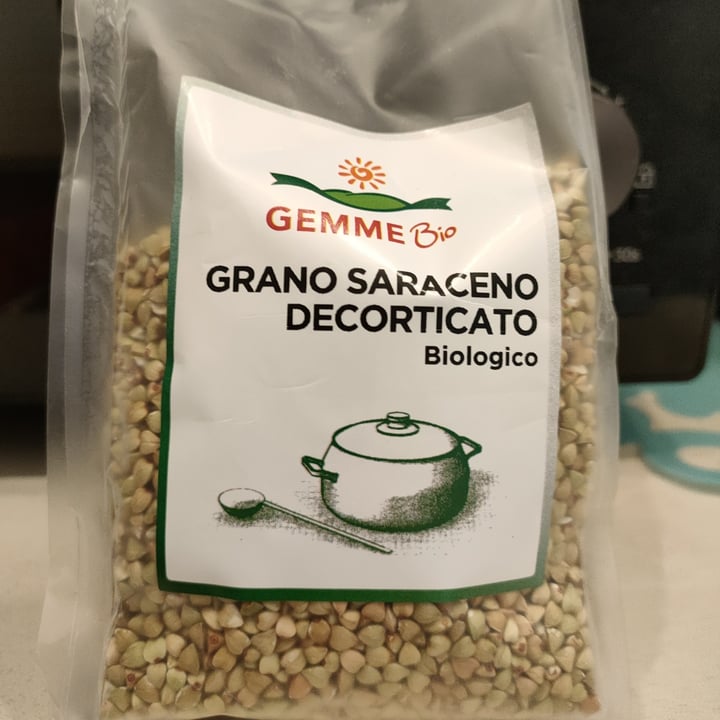 GEMME Bio
GRANO SARACENO
DECORTICATO
Biologico